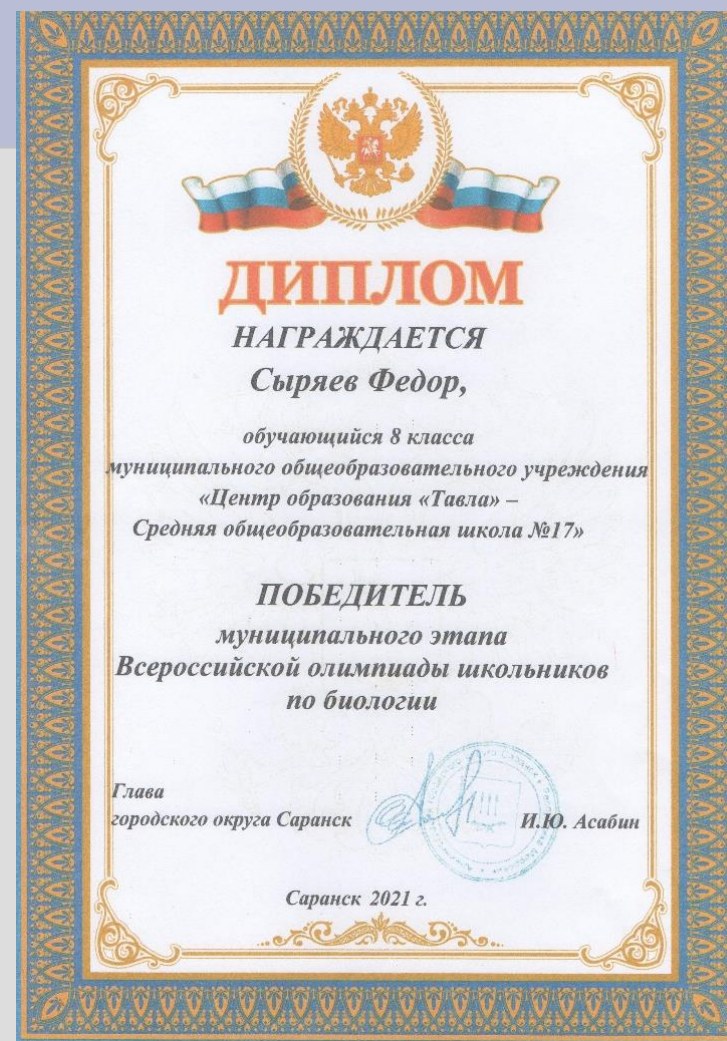 ДИПЛОМ
НАГРАЖДАЕТСЯ
Сыряев Федор,
обучающийся 8 класса
муниципального общеобразовательного учреждения
«Центр образования «Тавла» –
Средняя общеобразовательная школа №17»
ПОБЕДИТЕЛЬ
муниципального этапа
Всероссийской олимпиады школьников
по биологии
Глава
городского округа Саранск И.Ю. Асабин
Саранск 2021 г.